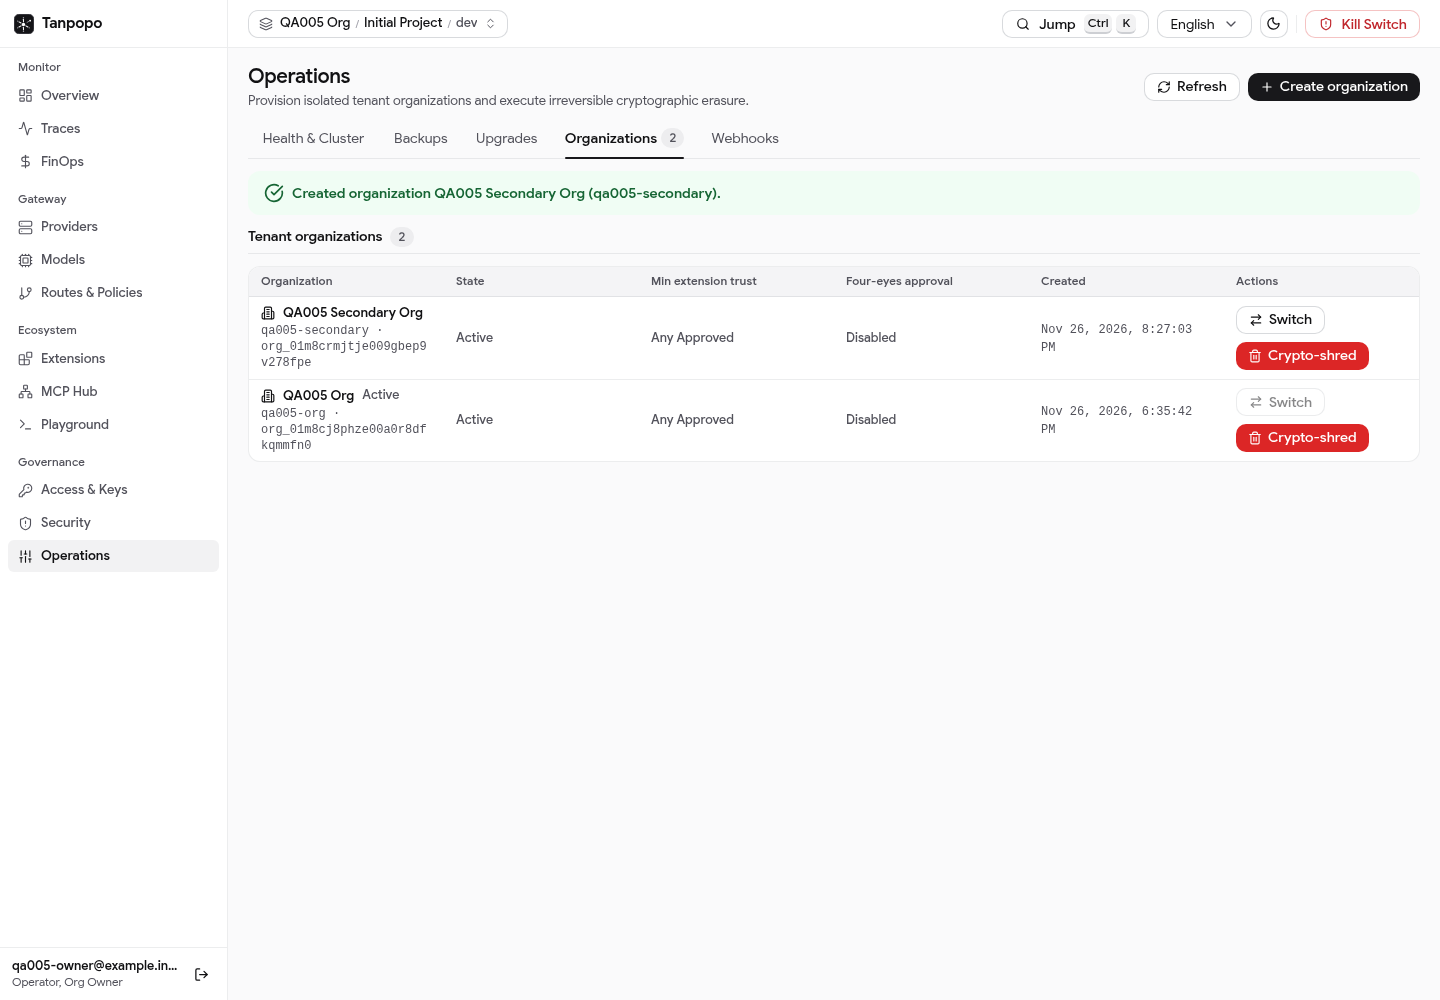 Tanpopo
QA005 Org / Initial Project / dev
Jump Ctrl K
English
Kill Switch
Monitor
Overview
Traces
FinOps
Gateway
Providers
Models
Routes & Policies
Ecosystem
Extensions
MCP Hub
Playground
Governance
Access & Keys
Security
Operations
qa005-owner@example.in...
Operator, Org Owner
Operations
Provision isolated tenant organizations and execute irreversible cryptographic erasure.
Refresh
Create organization
Health & Cluster
Backups
Upgrades
Organizations 2
Webhooks
Created organization QA005 Secondary Org (qa005-secondary).
Tenant organizations 2
Organization State Min extension trust Four-eyes approval Created Actions
QA005 Secondary Org
qa005-secondary ·
org_01m8crmjtje009gbep9
v278fpe
Active
Any Approved
Disabled
Nov 26, 2026, 8:27:03
PM
Switch
Crypto-shred
QA005 Org Active
qa005-org ·
org_01m8cj8phze00a0r8df
kqmmfn0
Active
Any Approved
Disabled
Nov 26, 2026, 6:35:42
PM
Switch
Crypto-shred